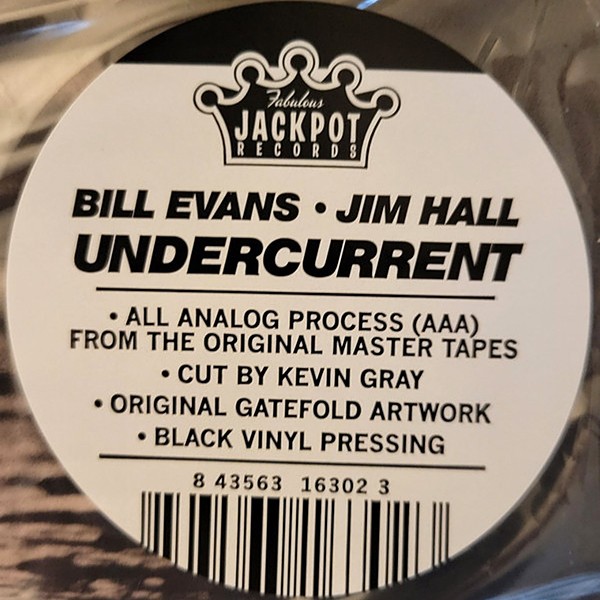 Fabulous
JACKPOT
RECORDS
BILL EVANS • JIM HALL
UNDERCURRENT
• ALL ANALOG PROCESS (AAA)
FROM THE ORIGINAL MASTER TAPES
• CUT BY KEVIN GRAY
• ORIGINAL GATEFOLD ARTWORK
• BLACK VINYL PRESSING
8 43563 16302 3